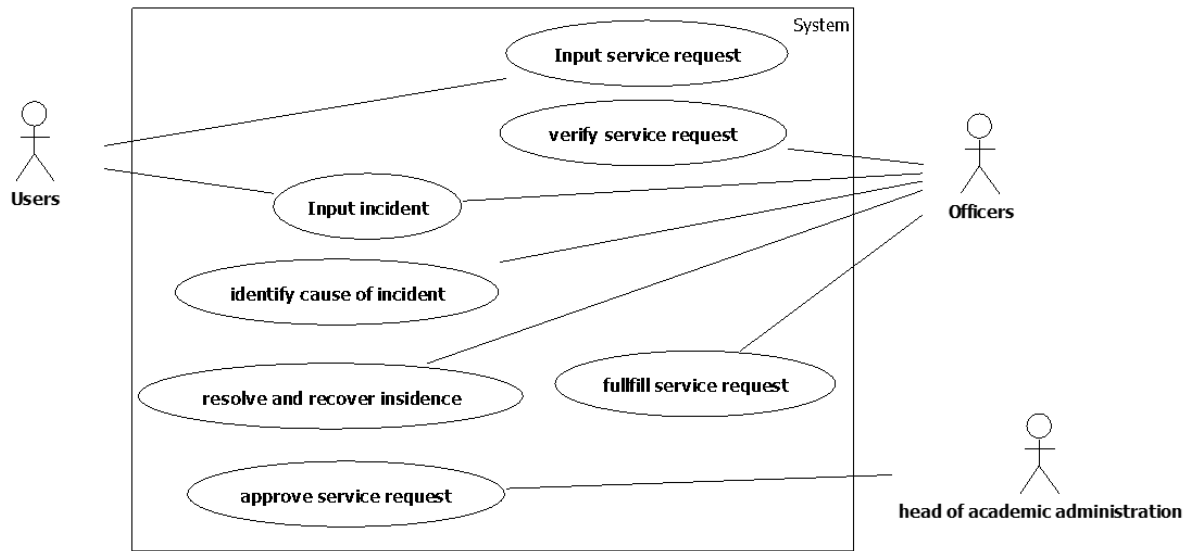 System
Input service request
verify service request
Users
Input incident
Officers
identify cause of incident
resolve and recover insidence
fullfill service request
approve service request
head of academic administration